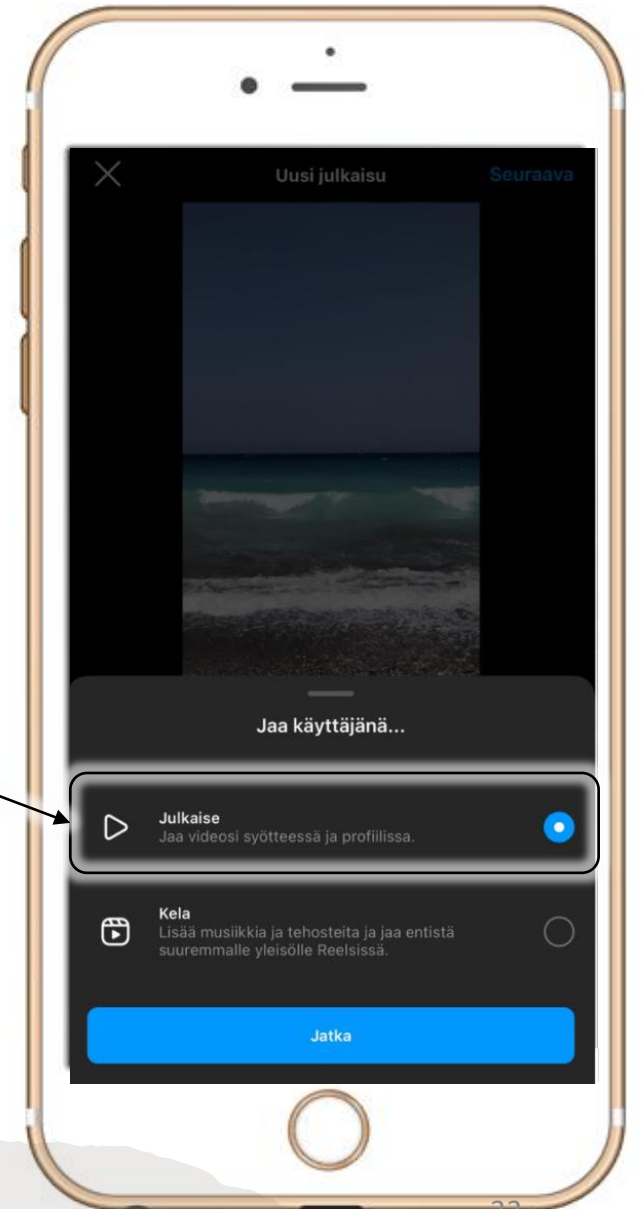 Uusi julkaisu
Seuraava
Jaa käyttäjänä...
Julkaise
Jaa videosi syötteessä ja profiilissa.
Kela
Lisää musiikkia ja tehosteita ja jaa entistä
suuremmalle yleisölle Reelsissä.
Jatka